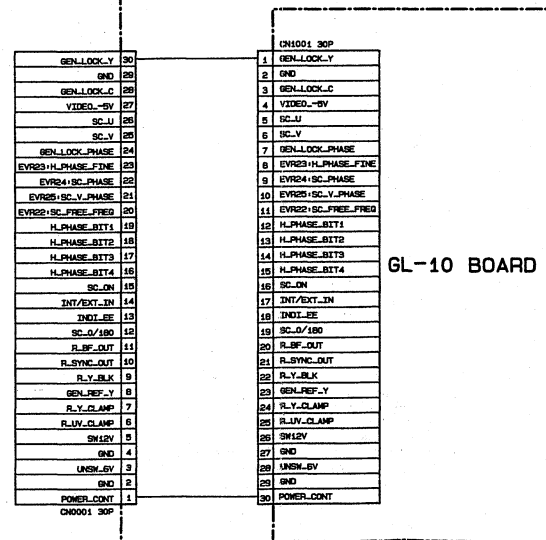 CN1001 30P
GEN_LOCK_Y 30 1 GEN_LOCK_Y
GND 29 2 GND
GEN_LOCK_C 28 3 GEN_LOCK_C
VIDEO_-5V 27 4 VIDEO_-5V
SC_U 26 5 SC_U
SC_V 25 6 SC_V
GEN_LOCK_PHASE 24 7 GEN_LOCK_PHASE
EVR23:H_PHASE_FINE 23 8 EVR23:H_PHASE_FINE
EVR24:SC_PHASE 22 9 EVR24:SC_PHASE
EVR25:SC_V_PHASE 21 10 EVR25:SC_V_PHASE
EVR22:SC_FREE_FREQ 20 11 EVR22:SC_FREE_FREQ
H_PHASE_BIT1 19 12 H_PHASE_BIT1
H_PHASE_BIT2 18 13 H_PHASE_BIT2
H_PHASE_BIT3 17 14 H_PHASE_BIT3
H_PHASE_BIT4 16 15 H_PHASE_BIT4
GL-10 BOARD
SC_ON 15 16 SC_ON
INT/EXT_IN 14 17 INT/EXT_IN
INDI_EE 13 18 INDI_EE
SC_0/180 12 19 SC_0/180
R_BF_OUT 11 20 R_BF_OUT
R_SYNC_OUT 10 21 R_SYNC_OUT
R_Y_BLK 9 22 R_Y_BLK
GEN_REF_Y 8 23 GEN_REF_Y
R_Y_CLAMP 7 24 R_Y_CLAMP
R_UV_CLAMP 6 25 R_UV_CLAMP
SW12V 5 26 SW12V
GND 4 27 GND
UNSW_6V 3 28 UNSW_6V
GND 2 29 GND
POWER_CONT 1 30 POWER_CONT
CN0001 30P